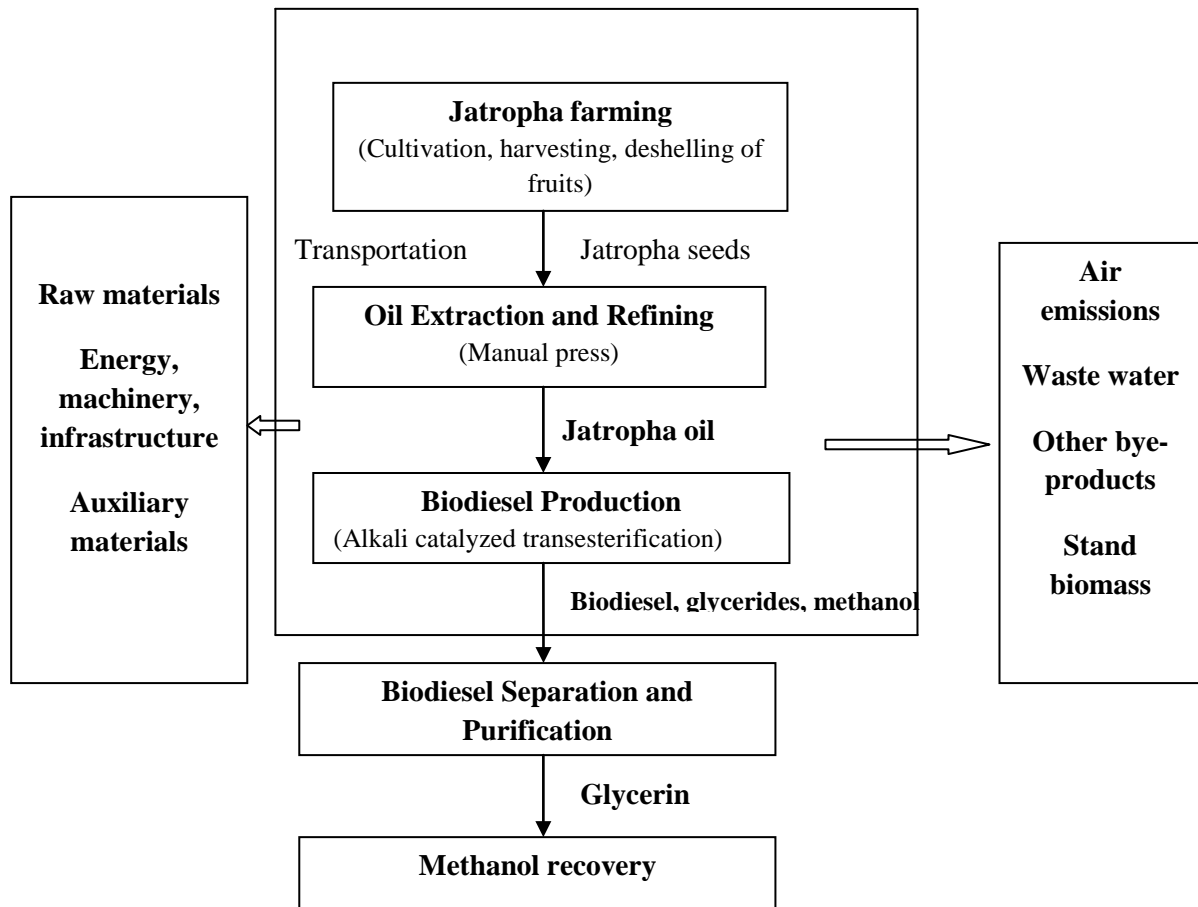 Jatropha farming
(Cultivation, harvesting, deshelling of
fruits)
Transportation
Jatropha seeds
Oil Extraction and Refining
(Manual press)
Jatropha oil
Biodiesel Production
(Alkali catalyzed transesterification)
Biodiesel, glycerides, methanol
Biodiesel Separation and
Purification
Glycerin
Methanol recovery
Raw materials
Energy,
machinery,
infrastructure
Auxiliary
materials
Air
emissions
Waste water
Other bye-
products
Stand
biomass